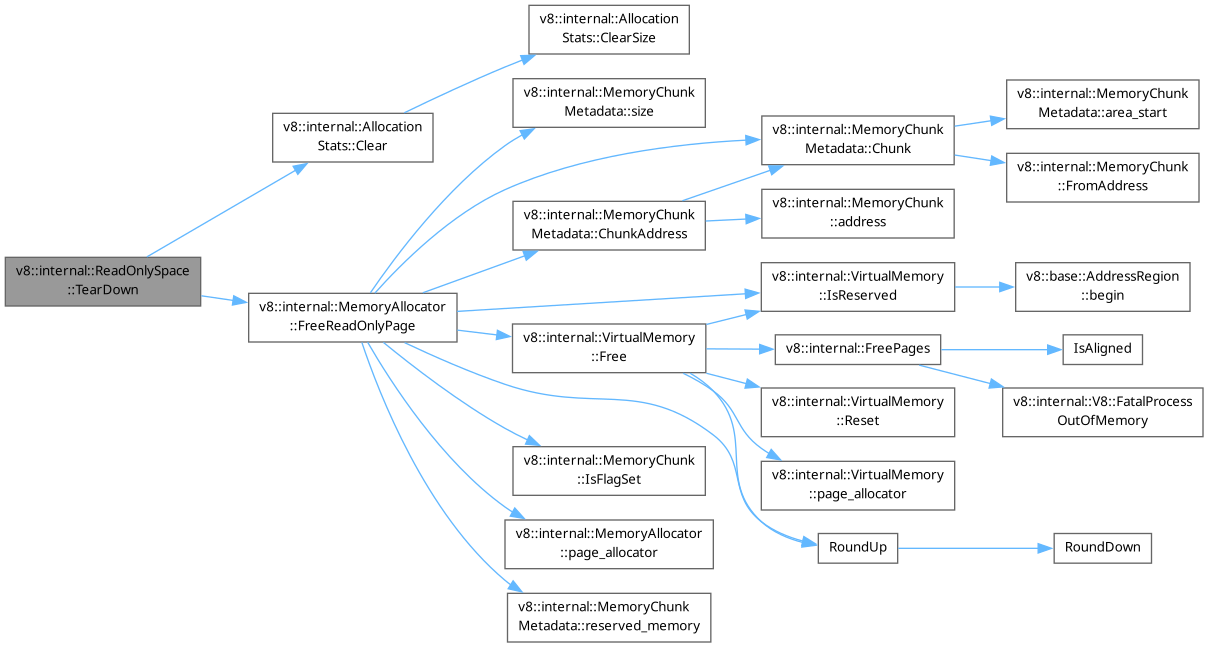 v8::internal::Allocation
Stats::ClearSize
v8::internal::MemoryChunk
Metadata::size
v8::internal::MemoryChunk
Metadata::area_start
v8::internal::Allocation
Stats::Clear
v8::internal::MemoryChunk
Metadata::Chunk
v8::internal::MemoryChunk
::FromAddress
v8::internal::MemoryChunk
Metadata::ChunkAddress
v8::internal::MemoryChunk
::address
v8::internal::ReadOnlySpace
::TearDown
v8::internal::VirtualMemory
::IsReserved
v8::base::AddressRegion
::begin
v8::internal::MemoryAllocator
::FreeReadOnlyPage
v8::internal::VirtualMemory
::Free
v8::internal::FreePages
IsAligned
v8::internal::VirtualMemory
::Reset
v8::internal::V8::FatalProcess
OutOfMemory
v8::internal::MemoryChunk
::IsFlagSet
v8::internal::VirtualMemory
::page_allocator
v8::internal::MemoryAllocator
::page_allocator
RoundUp
RoundDown
v8::internal::MemoryChunk
Metadata::reserved_memory